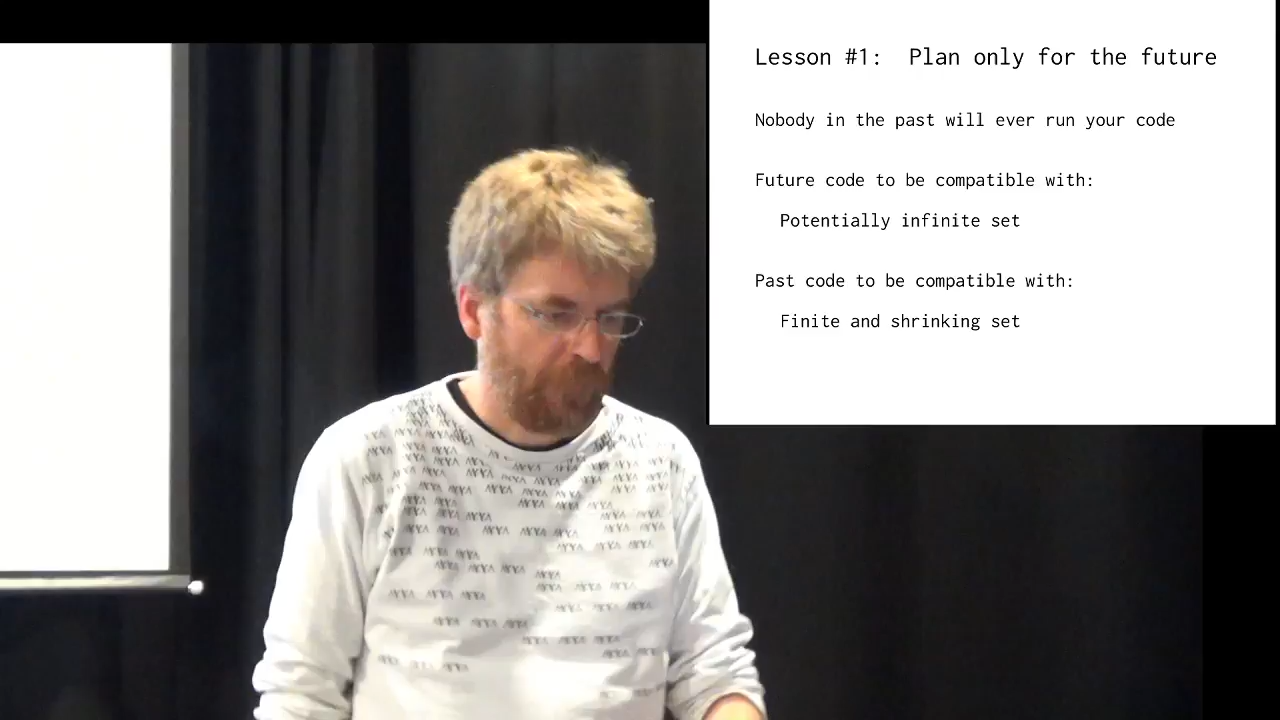 Lesson #1:  Plan only for the future
Nobody in the past will ever run your code
Future code to be compatible with:
Potentially infinite set
Past code to be compatible with:
Finite and shrinking set